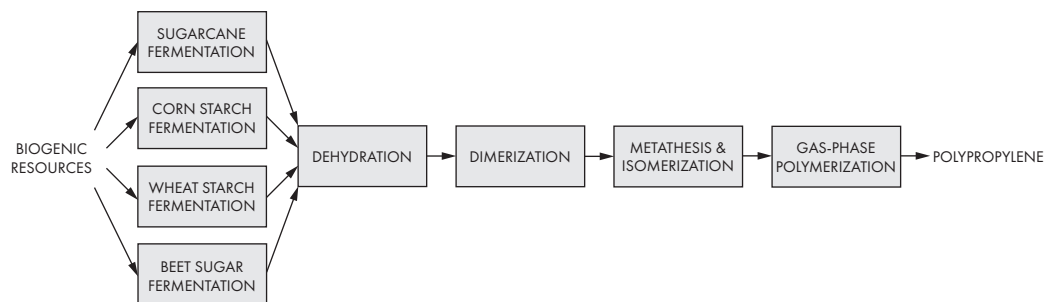 BIOGENIC
RESOURCES
SUGARCANE
FERMENTATION
CORN STARCH
FERMENTATION
WHEAT STARCH
FERMENTATION
BEET SUGAR
FERMENTATION
DEHYDRATION
DIMERIZATION
METATHESIS &
ISOMERIZATION
GAS-PHASE
POLYMERIZATION
POLYPROPYLENE